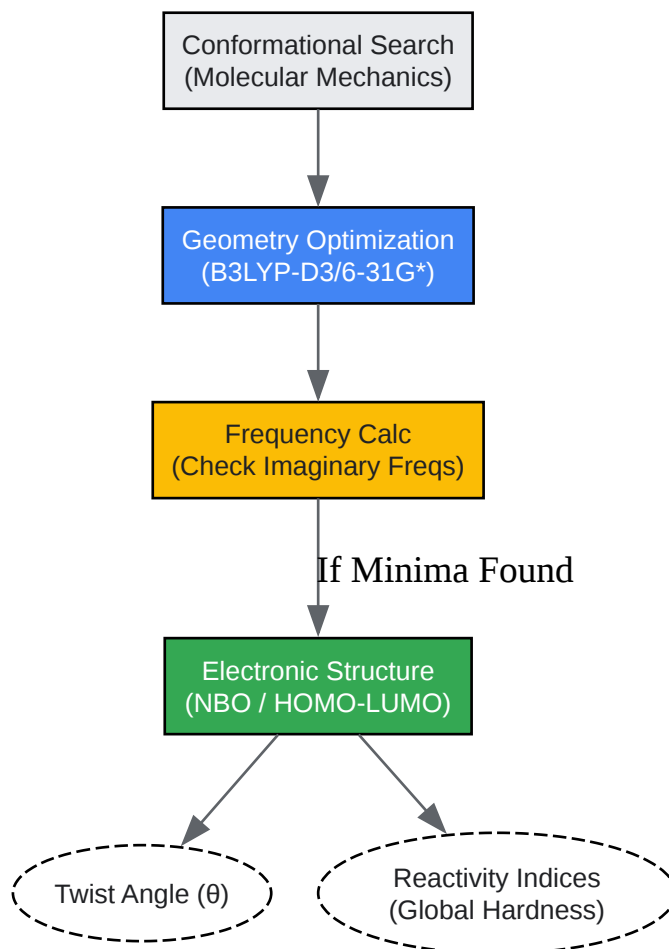 Conformational Search
(Molecular Mechanics)
Geometry Optimization
(B3LYP-D3/6-31G*)
Frequency Calc
(Check Imaginary Freqs)
If Minima Found
Electronic Structure
(NBO / HOMO-LUMO)
Twist Angle (θ)
Reactivity Indices
(Global Hardness)